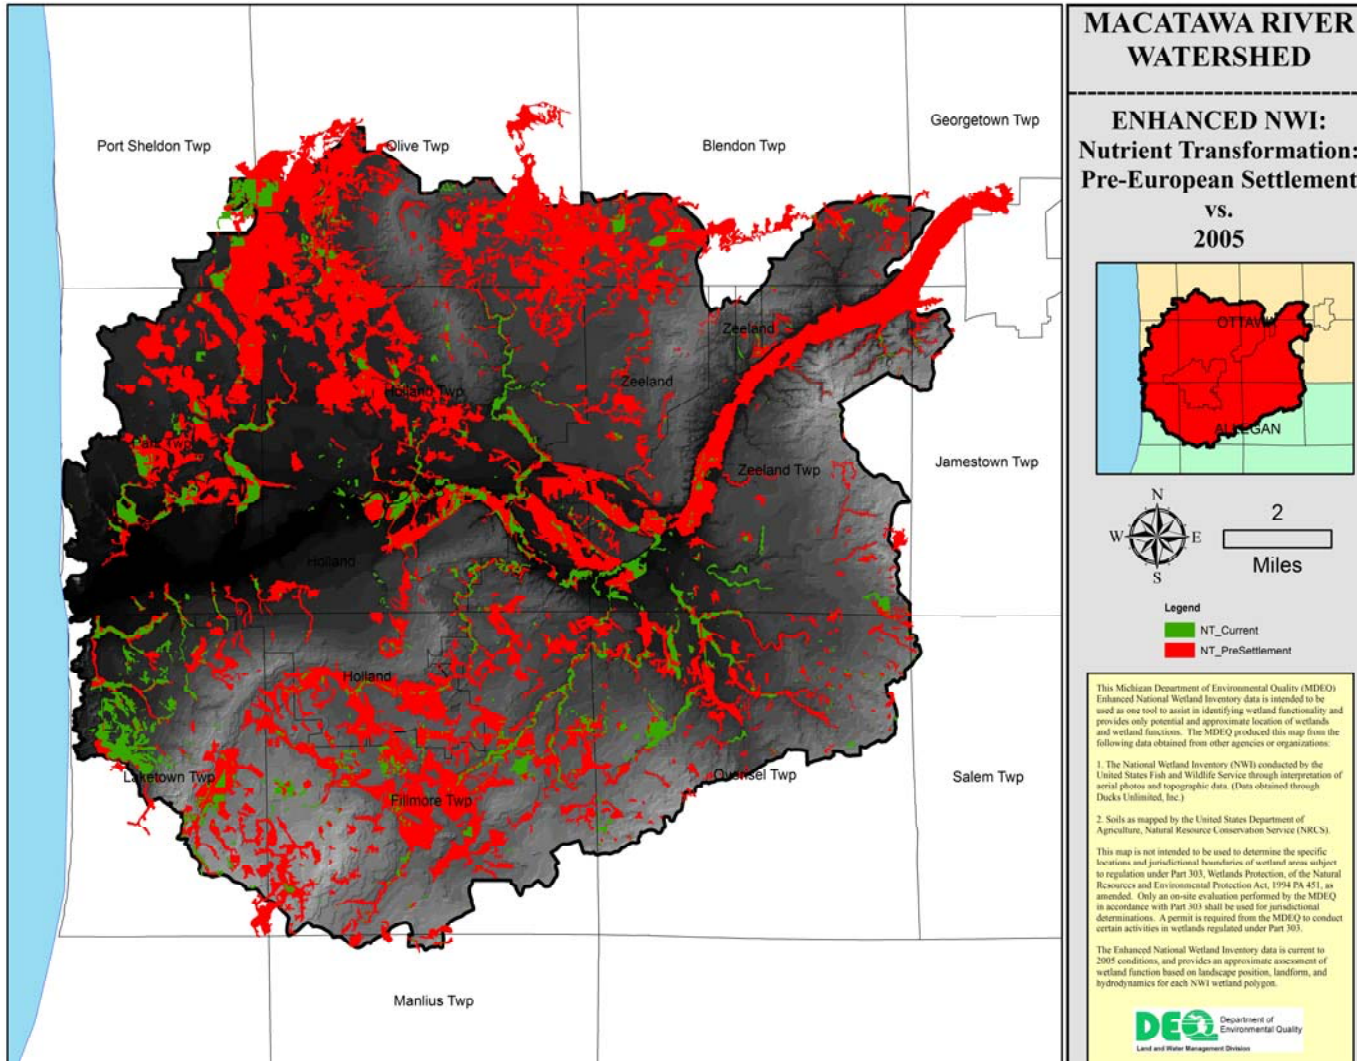 MACATAWA RIVER
WATERSHED
ENHANCED NWI:
Nutrient Transformation:
Pre-European Settlement
vs.
2005
Georgetown Twp
Port Sheldon Twp
Olive Twp
Blendon Twp
Zeeland
Holland Twp
Zeeland
Park Twp
Zeeland Twp
Jamestown Twp
Holland
Holland
Laketown Twp
Fillmore Twp
Overisel Twp
Salem Twp
Manlius Twp
OTTAWA
ALLEGAN
N
W
E
S
2
Miles
Legend
NT_Current
NT_PreSettlement
This Michigan Department of Environmental Quality (MDEQ)
Enhanced National Wetland Inventory data is intended to be
used as one tool to assist in identifying wetland functionality and
provides only potential and approximate location of wetlands
and wetland functions. The MDEQ produced this map from the
following data obtained from other agencies or organizations:
1. The National Wetland Inventory (NWI) conducted by the
United States Fish and Wildlife Service through interpretation of
aerial photos and topographic data. (Data obtained through
Ducks Unlimited, Inc.)
2. Soils as mapped by the United States Department of
Agriculture, Natural Resource Conservation Service (NRCS).
This map is not intended to be used to determine the specific
locations and jurisdictional boundaries of wetland areas subject
to regulation under Part 303, Wetlands Protection, of the Natural
Resources and Environmental Protection Act, 1994 PA 451, as
amended. Only an on-site evaluation performed by the MDEQ
in accordance with Part 303 shall be used for jurisdictional
determinations. A permit is required from the MDEQ to conduct
certain activities in wetlands regulated under Part 303.
The Enhanced National Wetland Inventory data is current to
2005 conditions, and provides an approximate assessment of
wetland function based on landscape position, landform, and
hydrodynamics for each NWI wetland polygon.
DEQ
Department of
Environmental Quality
Land and Water Management Division